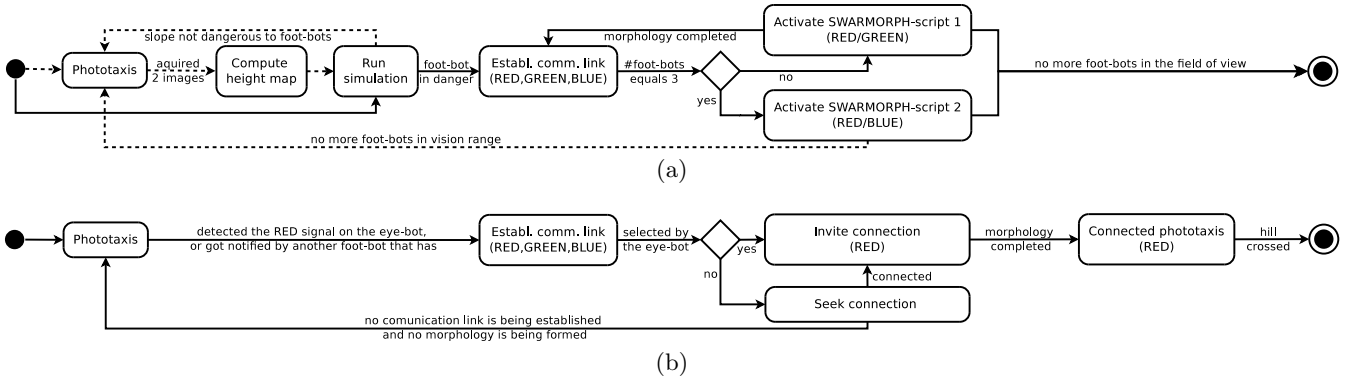 slope not dangerous to foot-bots
Phototaxis
aquired
2 images
Compute
height map
Run
simulation
foot-bot
in danger
Establ. comm. link
(RED,GREEN,BLUE)
morphology completed
#foot-bots
equals 3
no
yes
Activate SWARMORPH-script 1
(RED/GREEN)
Activate SWARMORPH-script 2
(RED/BLUE)
no more foot-bots in the field of view
no more foot-bots in vision range
(a)
Phototaxis
detected the RED signal on the eye-bot,
or got notified by another foot-bot that has
Establ. comm. link
(RED,GREEN,BLUE)
selected by
the eye-bot
yes
no
Invite connection
(RED)
connected
Seek connection
morphology
completed
Connected phototaxis
(RED)
hill
crossed
no comunication link is being established
and no morphology is being formed
(b)